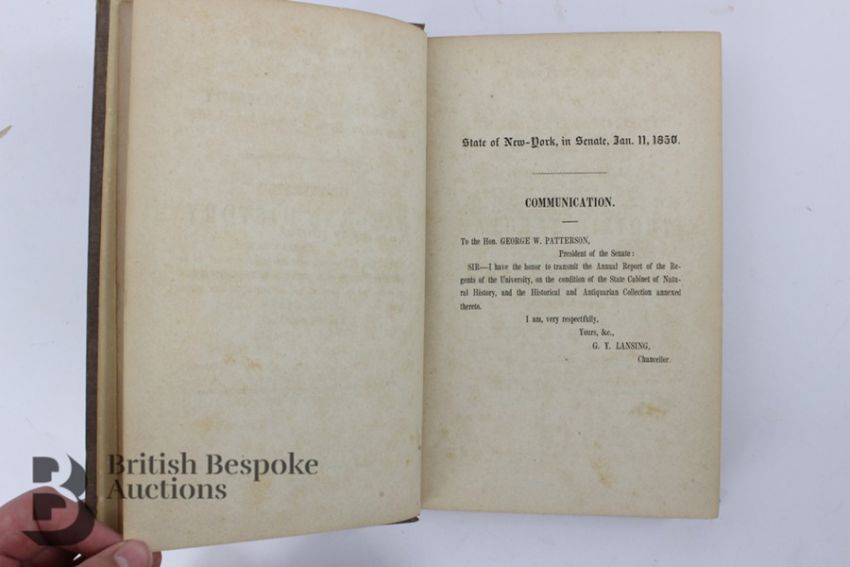 State of New-York, in Senate, Jan. 11, 1850.
COMMUNICATION.
To the Hon. GEORGE W. PATTERSON,
President of the Senate:
SIR—I have the honor to transmit the Annual Report of the Re-
gents of the University, on the condition of the State Cabinet of Natu-
ral History, and the Historical and Antiquarian Collection annexed
thereto.
I am, very respectfully,
Yours, &c.,
G. Y. LANSING,
Chancellor.
British Bespoke
Auctions